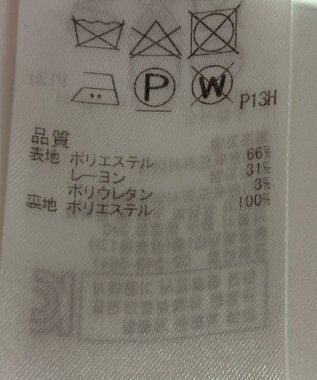 P W P13H
品質
表地 ポリエステル 66%
レーヨン 31%
ポリウレタン 3%
裏地 ポリエステル 100%